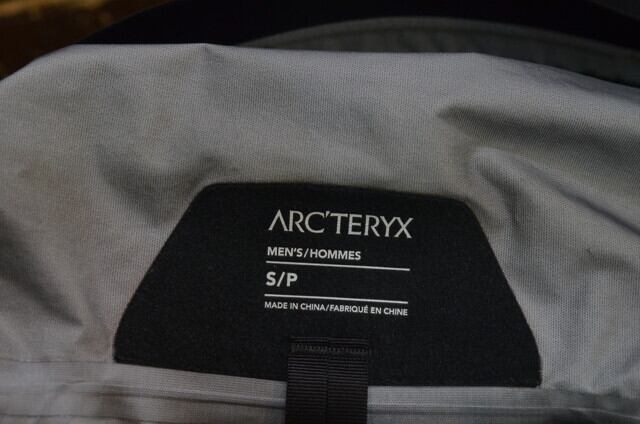 ARC'TERYX
MEN'S/HOMMES
S/P
MADE IN CHINA/FABRIQUÉ EN CHINE